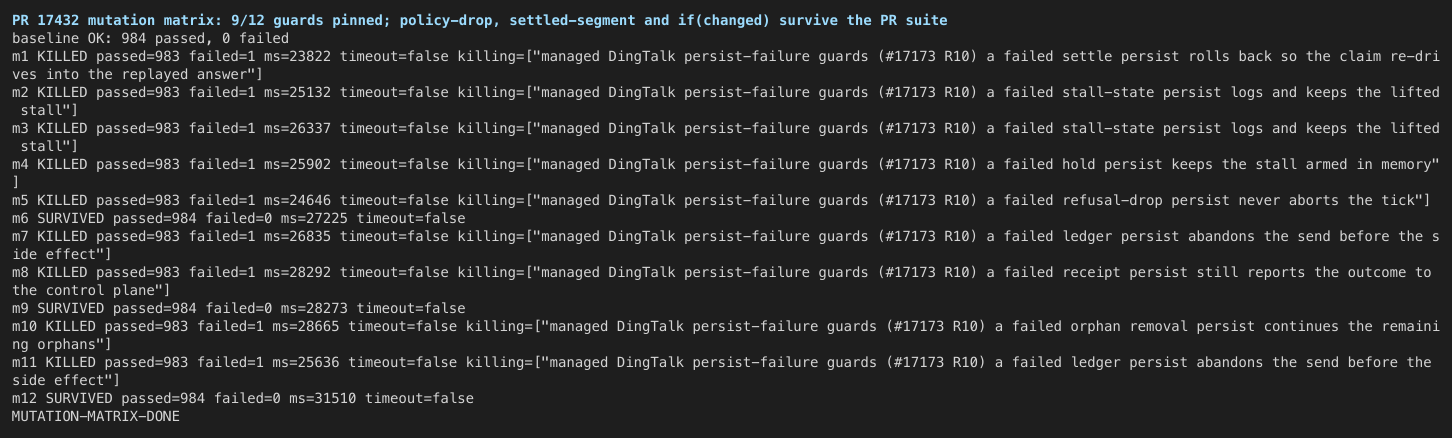 PR 17432 mutation matrix: 9/12 guards pinned; policy-drop, settled-segment and if(changed) survive the PR suite
baseline OK: 984 passed, 0 failed
m1 KILLED passed=983 failed=1 ms=23822 timeout=false killing=["managed DingTalk persist-failure guards (#17173 R10) a failed settle persist rolls back so the claim re-dri
ves into the replayed answer"]
m2 KILLED passed=983 failed=1 ms=25132 timeout=false killing=["managed DingTalk persist-failure guards (#17173 R10) a failed stall-state persist logs and keeps the lifted
 stall"]
m3 KILLED passed=983 failed=1 ms=26337 timeout=false killing=["managed DingTalk persist-failure guards (#17173 R10) a failed stall-state persist logs and keeps the lifted
 stall"]
m4 KILLED passed=983 failed=1 ms=25902 timeout=false killing=["managed DingTalk persist-failure guards (#17173 R10) a failed hold persist keeps the stall armed in memory"
]
m5 KILLED passed=983 failed=1 ms=24646 timeout=false killing=["managed DingTalk persist-failure guards (#17173 R10) a failed refusal-drop persist never aborts the tick"]
m6 SURVIVED passed=984 failed=0 ms=27225 timeout=false
m7 KILLED passed=983 failed=1 ms=26835 timeout=false killing=["managed DingTalk persist-failure guards (#17173 R10) a failed ledger persist abandons the send before the s
ide effect"]
m8 KILLED passed=983 failed=1 ms=28292 timeout=false killing=["managed DingTalk persist-failure guards (#17173 R10) a failed receipt persist still reports the outcome to
the control plane"]
m9 SURVIVED passed=984 failed=0 ms=28273 timeout=false
m10 KILLED passed=983 failed=1 ms=28665 timeout=false killing=["managed DingTalk persist-failure guards (#17173 R10) a failed orphan removal persist continues the remaini
ng orphans"]
m11 KILLED passed=983 failed=1 ms=25636 timeout=false killing=["managed DingTalk persist-failure guards (#17173 R10) a failed ledger persist abandons the send before the
side effect"]
m12 SURVIVED passed=984 failed=0 ms=31510 timeout=false
MUTATION-MATRIX-DONE